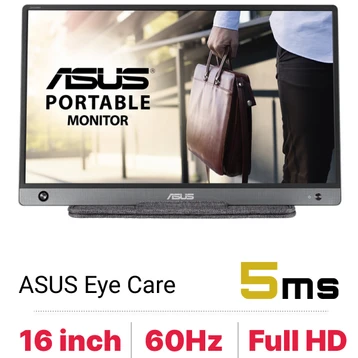 ASUS
PORTABLE
MONITOR
ASUS
ASUS Eye Care
5ms
16 inch
60Hz
Full HD